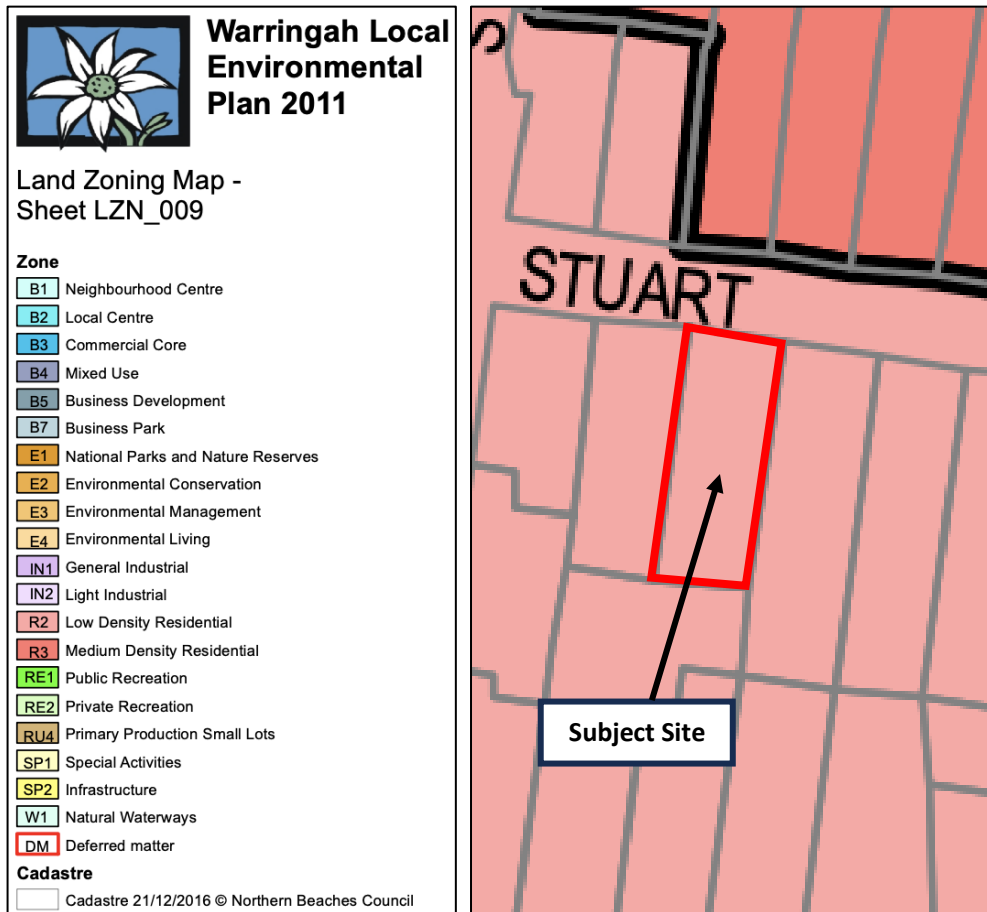 Warringah Local
Environmental
Plan 2011
Land Zoning Map -
Sheet LZN_009
Zone
B1 Neighbourhood Centre
B2 Local Centre
B3 Commercial Core
B4 Mixed Use
B5 Business Development
B7 Business Park
E1 National Parks and Nature Reserves
E2 Environmental Conservation
E3 Environmental Management
E4 Environmental Living
IN1 General Industrial
IN2 Light Industrial
R2 Low Density Residential
R3 Medium Density Residential
RE1 Public Recreation
RE2 Private Recreation
RU4 Primary Production Small Lots
SP1 Special Activities
SP2 Infrastructure
W1 Natural Waterways
DM Deferred matter
Cadastre
Cadastre 21/12/2016 © Northern Beaches Council
S
STUART
Subject Site